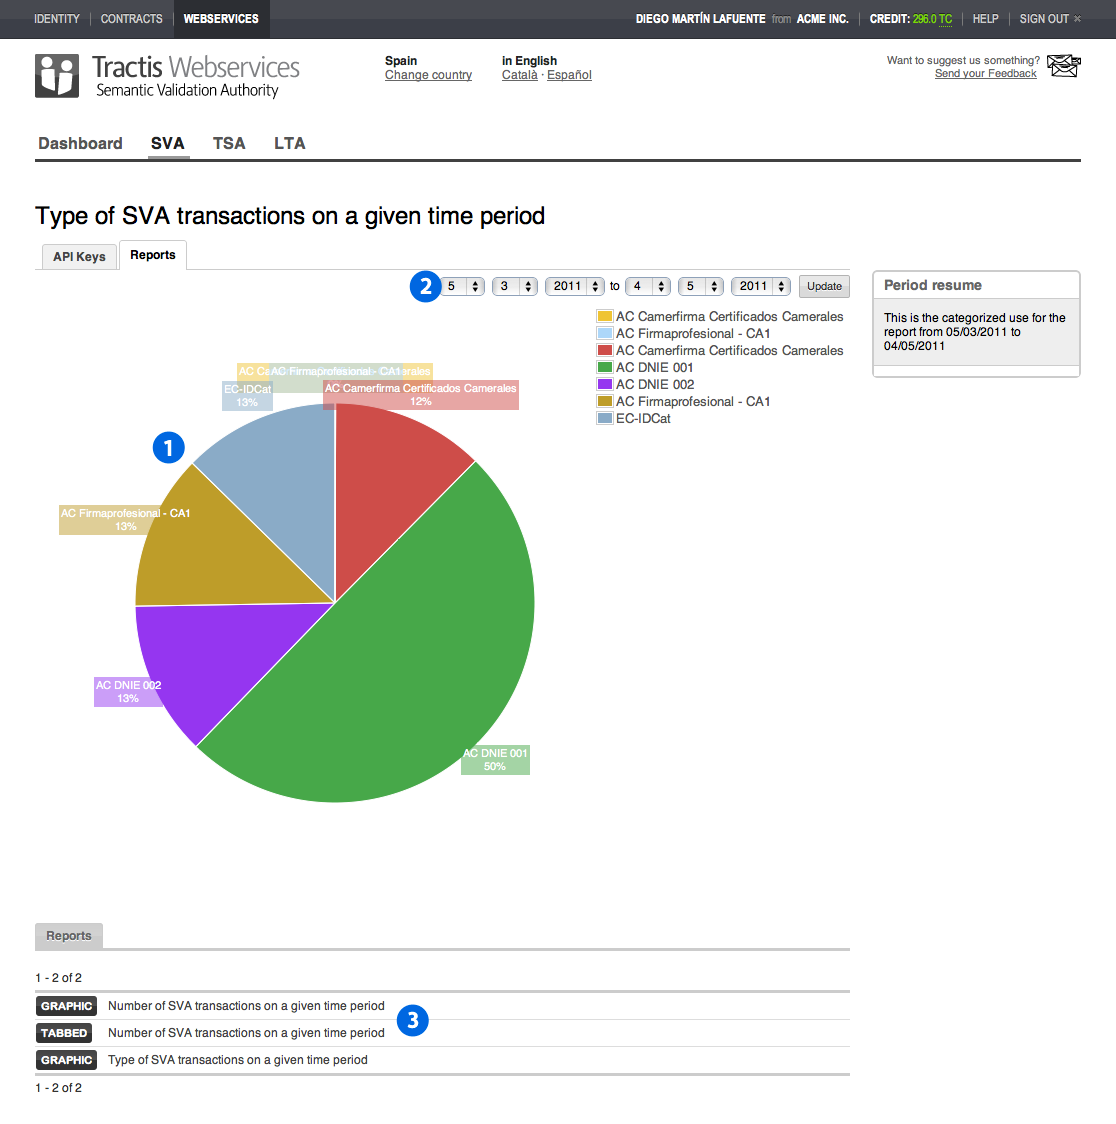 IDENTITY CONTRACTS WEBSERVICES DIEGO MARTÍN LAFUENTE from ACME INC. CREDIT: 296.0 TC HELP SIGN OUT ×
Tractis Webservices
Semantic Validation Authority
Spain
Change country
in English
Català · Español
Want to suggest us something?
Send your Feedback
Dashboard SVA TSA LTA
Type of SVA transactions on a given time period
API Keys Reports
2 5 3 2011 to 4 5 2011 Update
Period resume
This is the categorized use for the
report from 05/03/2011 to
04/05/2011
AC Camerfirma Certificados Camerales
AC Firmaprofesional - CA1
AC Camerfirma Certificados Camerales
AC DNIE 001
AC DNIE 002
AC Firmaprofesional - CA1
EC-IDCat
AC Firmaprofesional - CA1
EC-IDCat
13%
AC Camerfirma Certificados Camerales
12%
1
AC Firmaprofesional - CA1
13%
AC DNIE 002
13%
AC DNIE 001
50%
Reports
1 - 2 of 2
GRAPHIC Number of SVA transactions on a given time period
3
TABBED Number of SVA transactions on a given time period
GRAPHIC Type of SVA transactions on a given time period
1 - 2 of 2